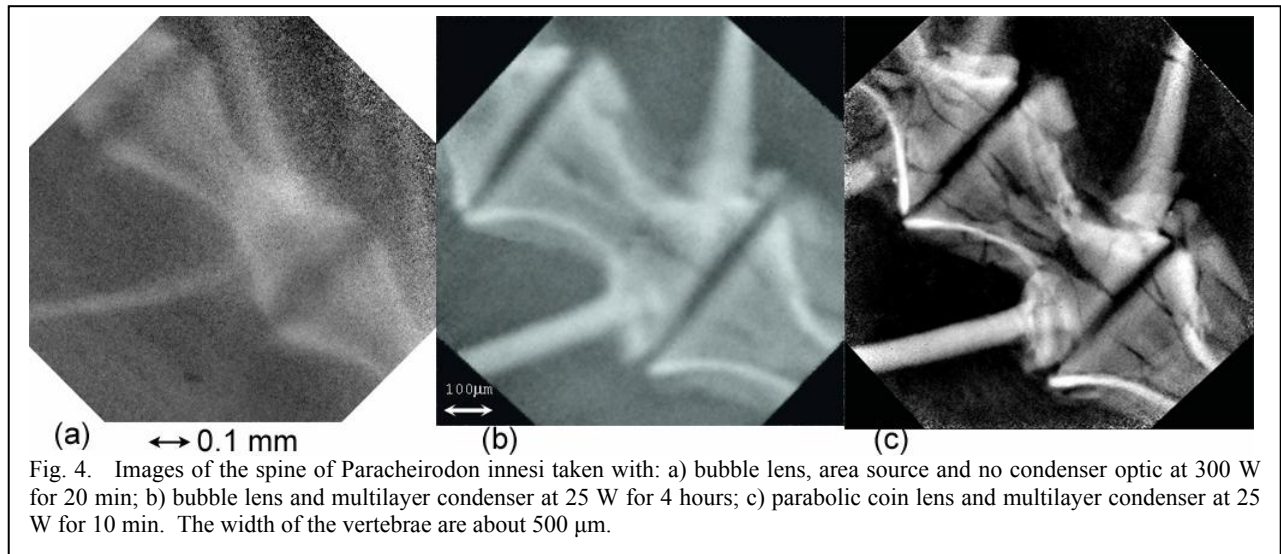 100μm
(a)
0.1 mm
(b)
(c)
Fig. 4. Images of the spine of Paracheirodon innesi taken with: a) bubble lens, area source and no condenser optic at 300 W
for 20 min; b) bubble lens and multilayer condenser at 25 W for 4 hours; c) parabolic coin lens and multilayer condenser at 25
W for 10 min. The width of the vertebrae are about 500 μm.